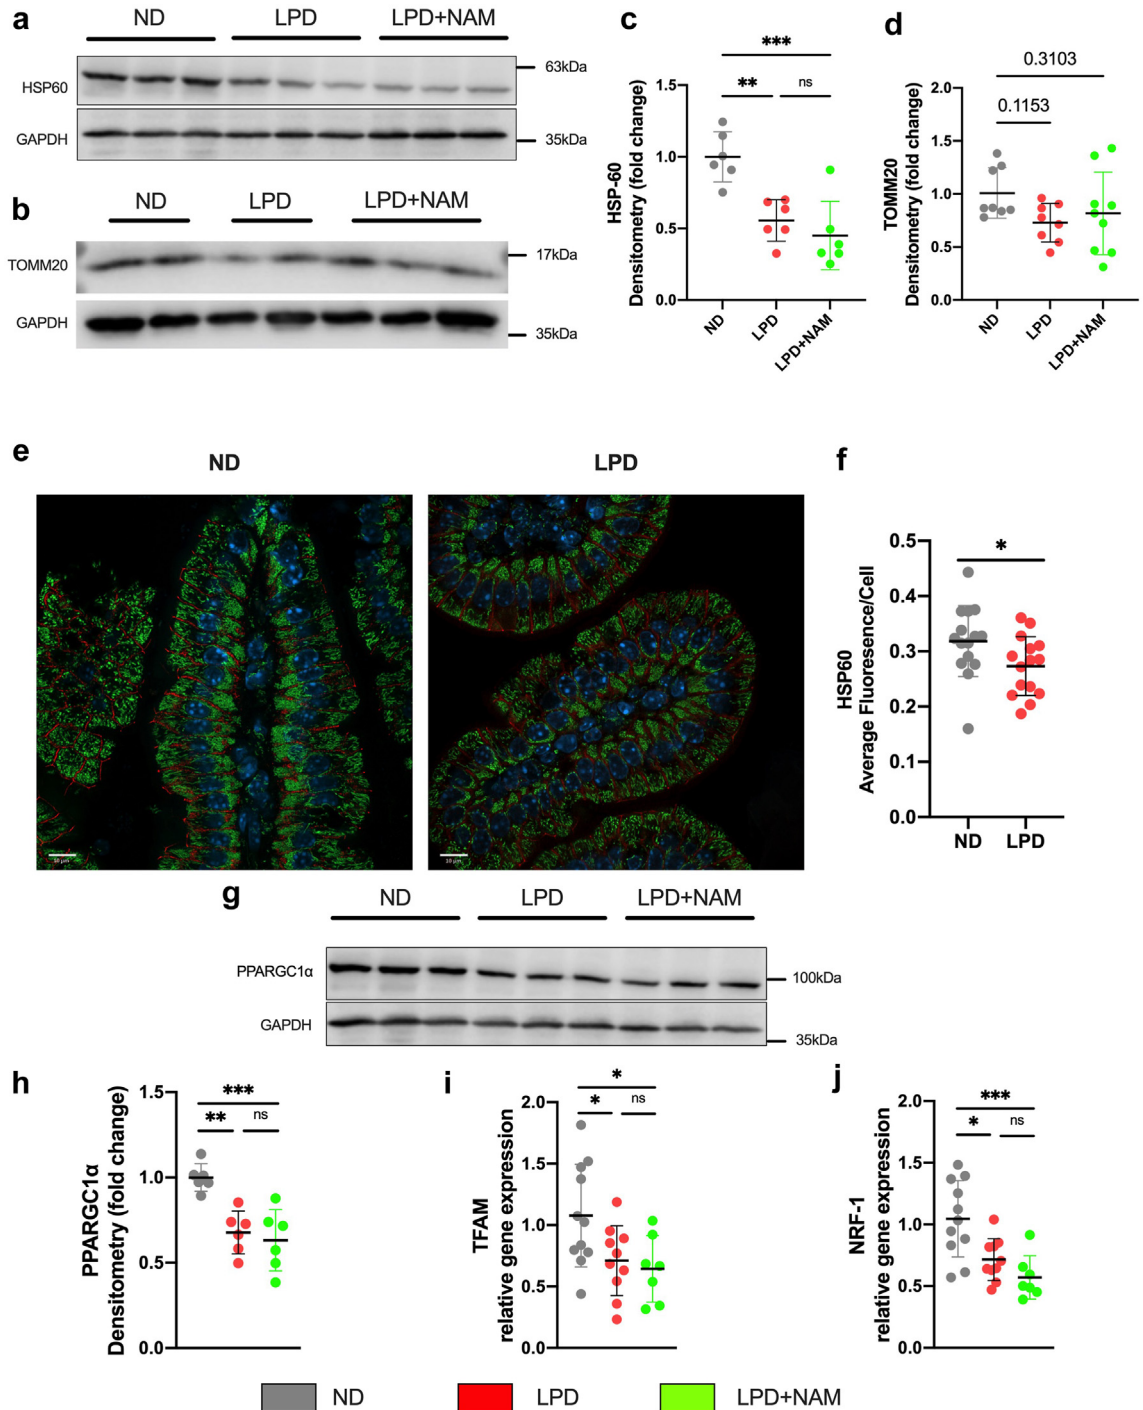 a
ND LPD LPD+NAM
HSP60
63kDa
GAPDH
35kDa
b
ND LPD LPD+NAM
TOMM20
17kDa
GAPDH
35kDa
c
HSP-60
Densitometry (fold change)
1.5
1.0
0.5
0.0
***
** ns
ND LPD LPD+NAM
d
TOMM20
Densitometry (fold change)
2.0
1.5
1.0
0.5
0.0
0.3103
0.1153
ND LPD LPD+NAM
e
ND LPD
10 µm
10 µm
f
HSP60
Average Fluoresence/Cell
0.5
0.4
0.3
0.2
0.1
0.0
*
ND LPD
g
ND LPD LPD+NAM
PPARGC1α
100kDa
GAPDH
35kDa
h
PPARGC1α
Densitometry (fold change)
1.5
1.0
0.5
0.0
***
** ns
i
TFAM
relative gene expression
2.0
1.5
1.0
0.5
0.0
*
* ns
j
NRF-1
relative gene expression
2.0
1.5
1.0
0.5
0.0
***
* ns
ND LPD LPD+NAM